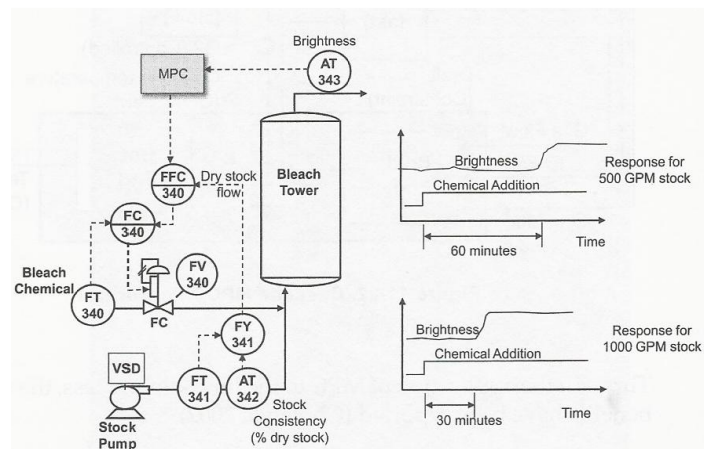 Brightness
MPC
AT
343
FFC
340
Dry stock
flow
Bleach
Tower
FC
340
Bleach
Chemical
FT
340
FV
340
FC
FY
341
VSD
FT
341
AT
342
Stock
Pump
Stock
Consistency
(% dry stock)
Brightness
Chemical Addition
Response for
500 GPM stock
Time
60 minutes
Brightness
Chemical Addition
Response for
1000 GPM stock
Time
30 minutes